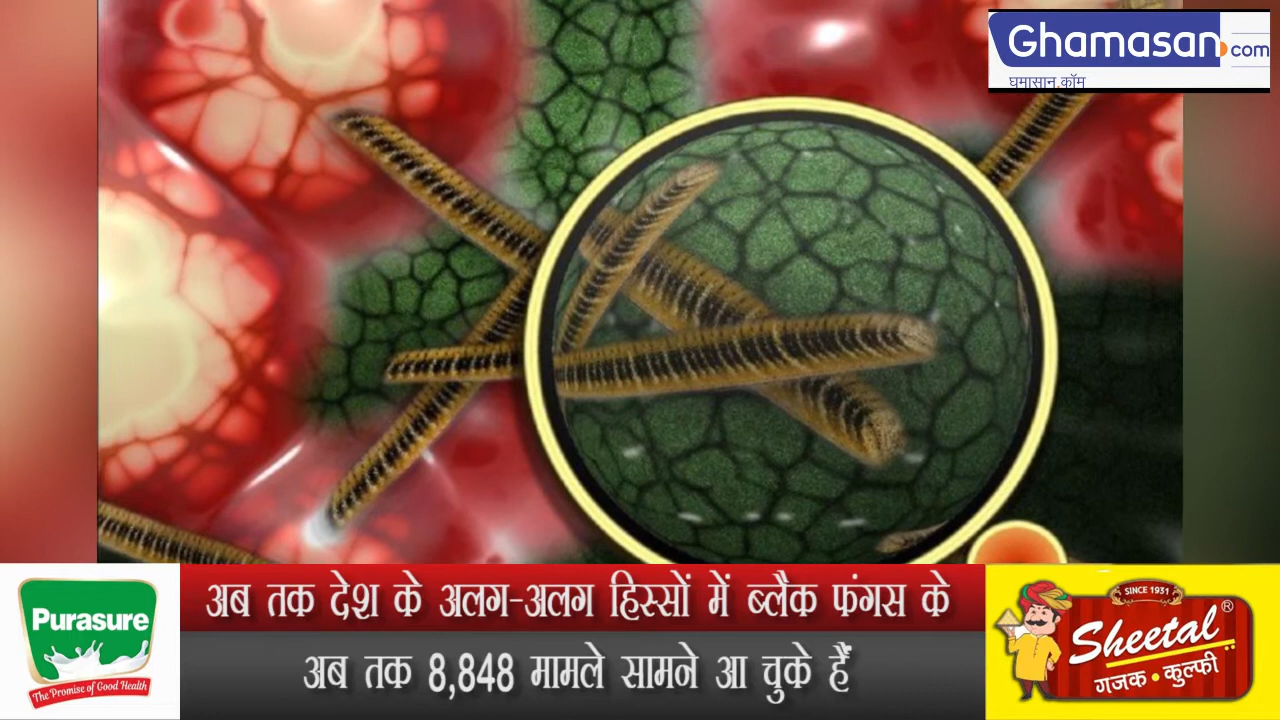 Ghamasan.com
घमासान.कॉम
अब तक देश के अलग-अलग हिस्सों में ब्लैक फंगस के
अब तक 8,848 मामले सामने आ चुके हैं
Purasure
The Promise of Good Health
SINCE 1931
Sheetal®
गजक • कुल्फी